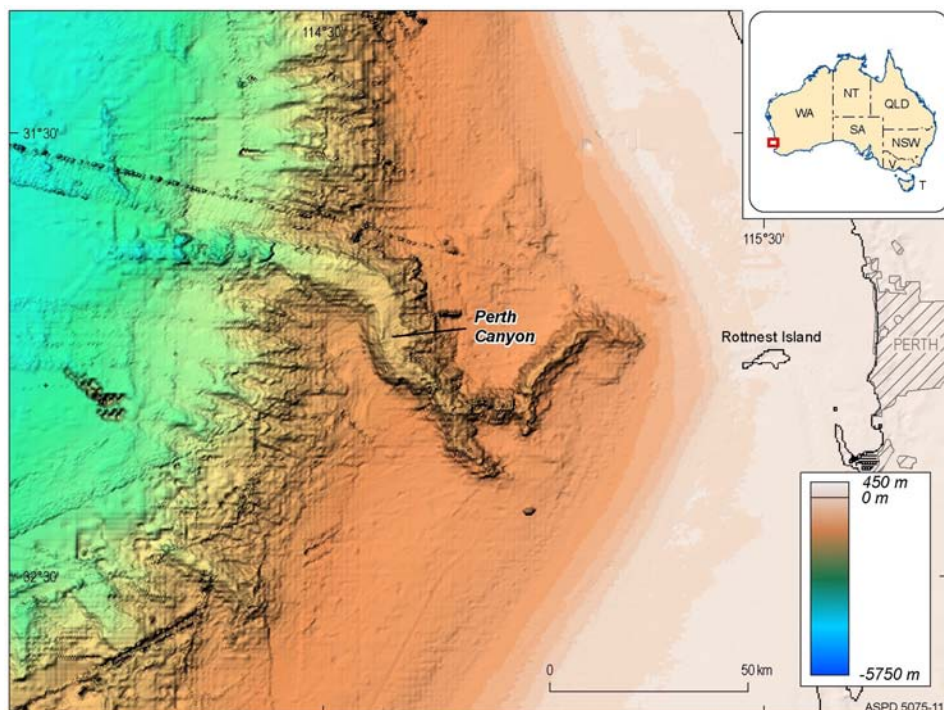 114°30'
31°30'
NT
WA
QLD
SA
NSW
V
T
115°30'
Perth
Canyon
Rottnest Island
PERTH
450 m
0 m
32°30'
0
50 km
-5750 m
ASPD 5075-11